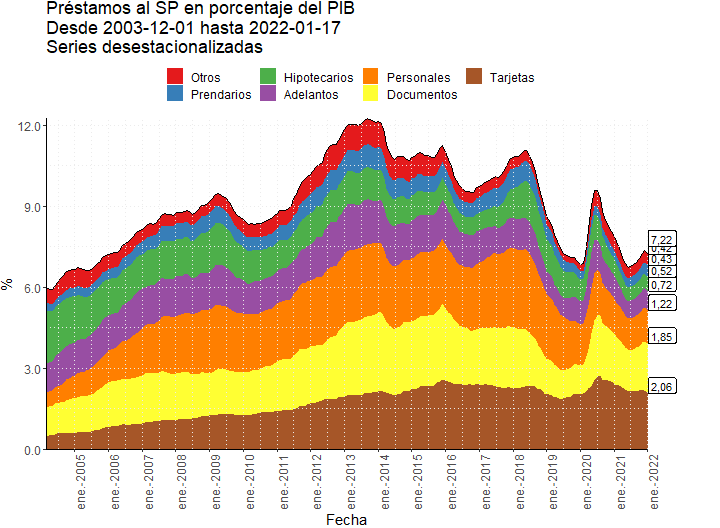 Préstamos al SP en porcentaje del PIB
Desde 2003-12-01 hasta 2022-01-17
Series desestacionalizadas
Otros Hipotecarios Personales Tarjetas
Prendarios Adelantos Documentos
12.0
9.0
6.0
3.0
0.0
%
7,22
0,42
0,43
0,52
0,72
1,22
1,85
2,06
ene.-2005 ene.-2006 ene.-2007 ene.-2008 ene.-2009 ene.-2010 ene.-2011 ene.-2012 ene.-2013 ene.-2014 ene.-2015 ene.-2016 ene.-2017 ene.-2018 ene.-2019 ene.-2020 ene.-2021 ene.-2022
Fecha